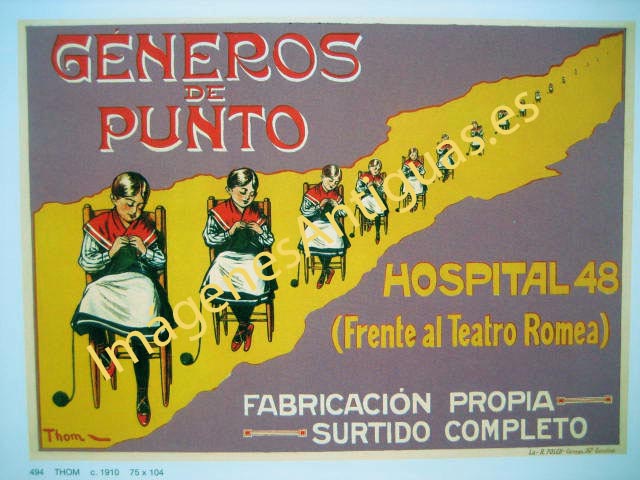 GÉNEROS
DE
PUNTO
HOSPITAL 48
(Frente al Teatro Romea)
FABRICACIÓN PROPIA
SURTIDO COMPLETO
Thom
494 THOM c. 1910 75 x 104
ImágenesAntiguas.es